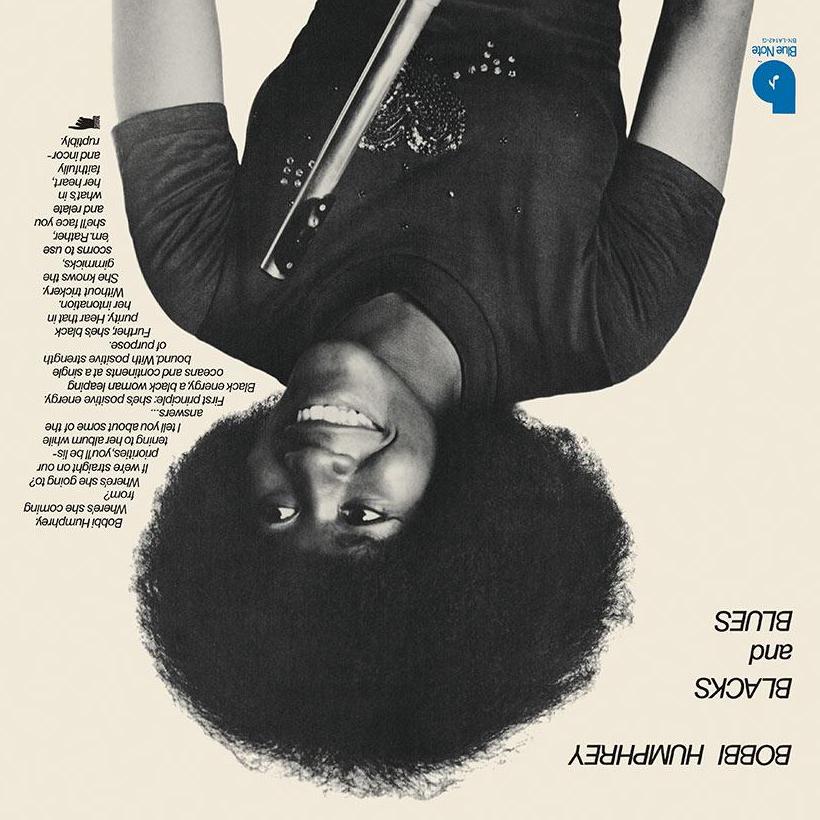 BOBBI HUMPHREY
BLACKS
and
BLUES
Bobbi Humphrey.
Where's she coming
from?
Where's she going to?
If we're straight on our
priorities, you'll be lis-
tening to her album while
I tell you about some of the
answers...
First principle: she's positive energy.
Black energy, a black woman leaping
oceans and continents at a single
bound. With positive strength
of purpose.
Further, she's black
purity. Hear that in
her intonation.
Without trickery.
She knows the
gimmicks,
scorns to use
'em. Rather,
she'll face you
and relate
what's in
her heart,
faithfully
and incor-
ruptibly.
Blue Note
BN-LA142-G